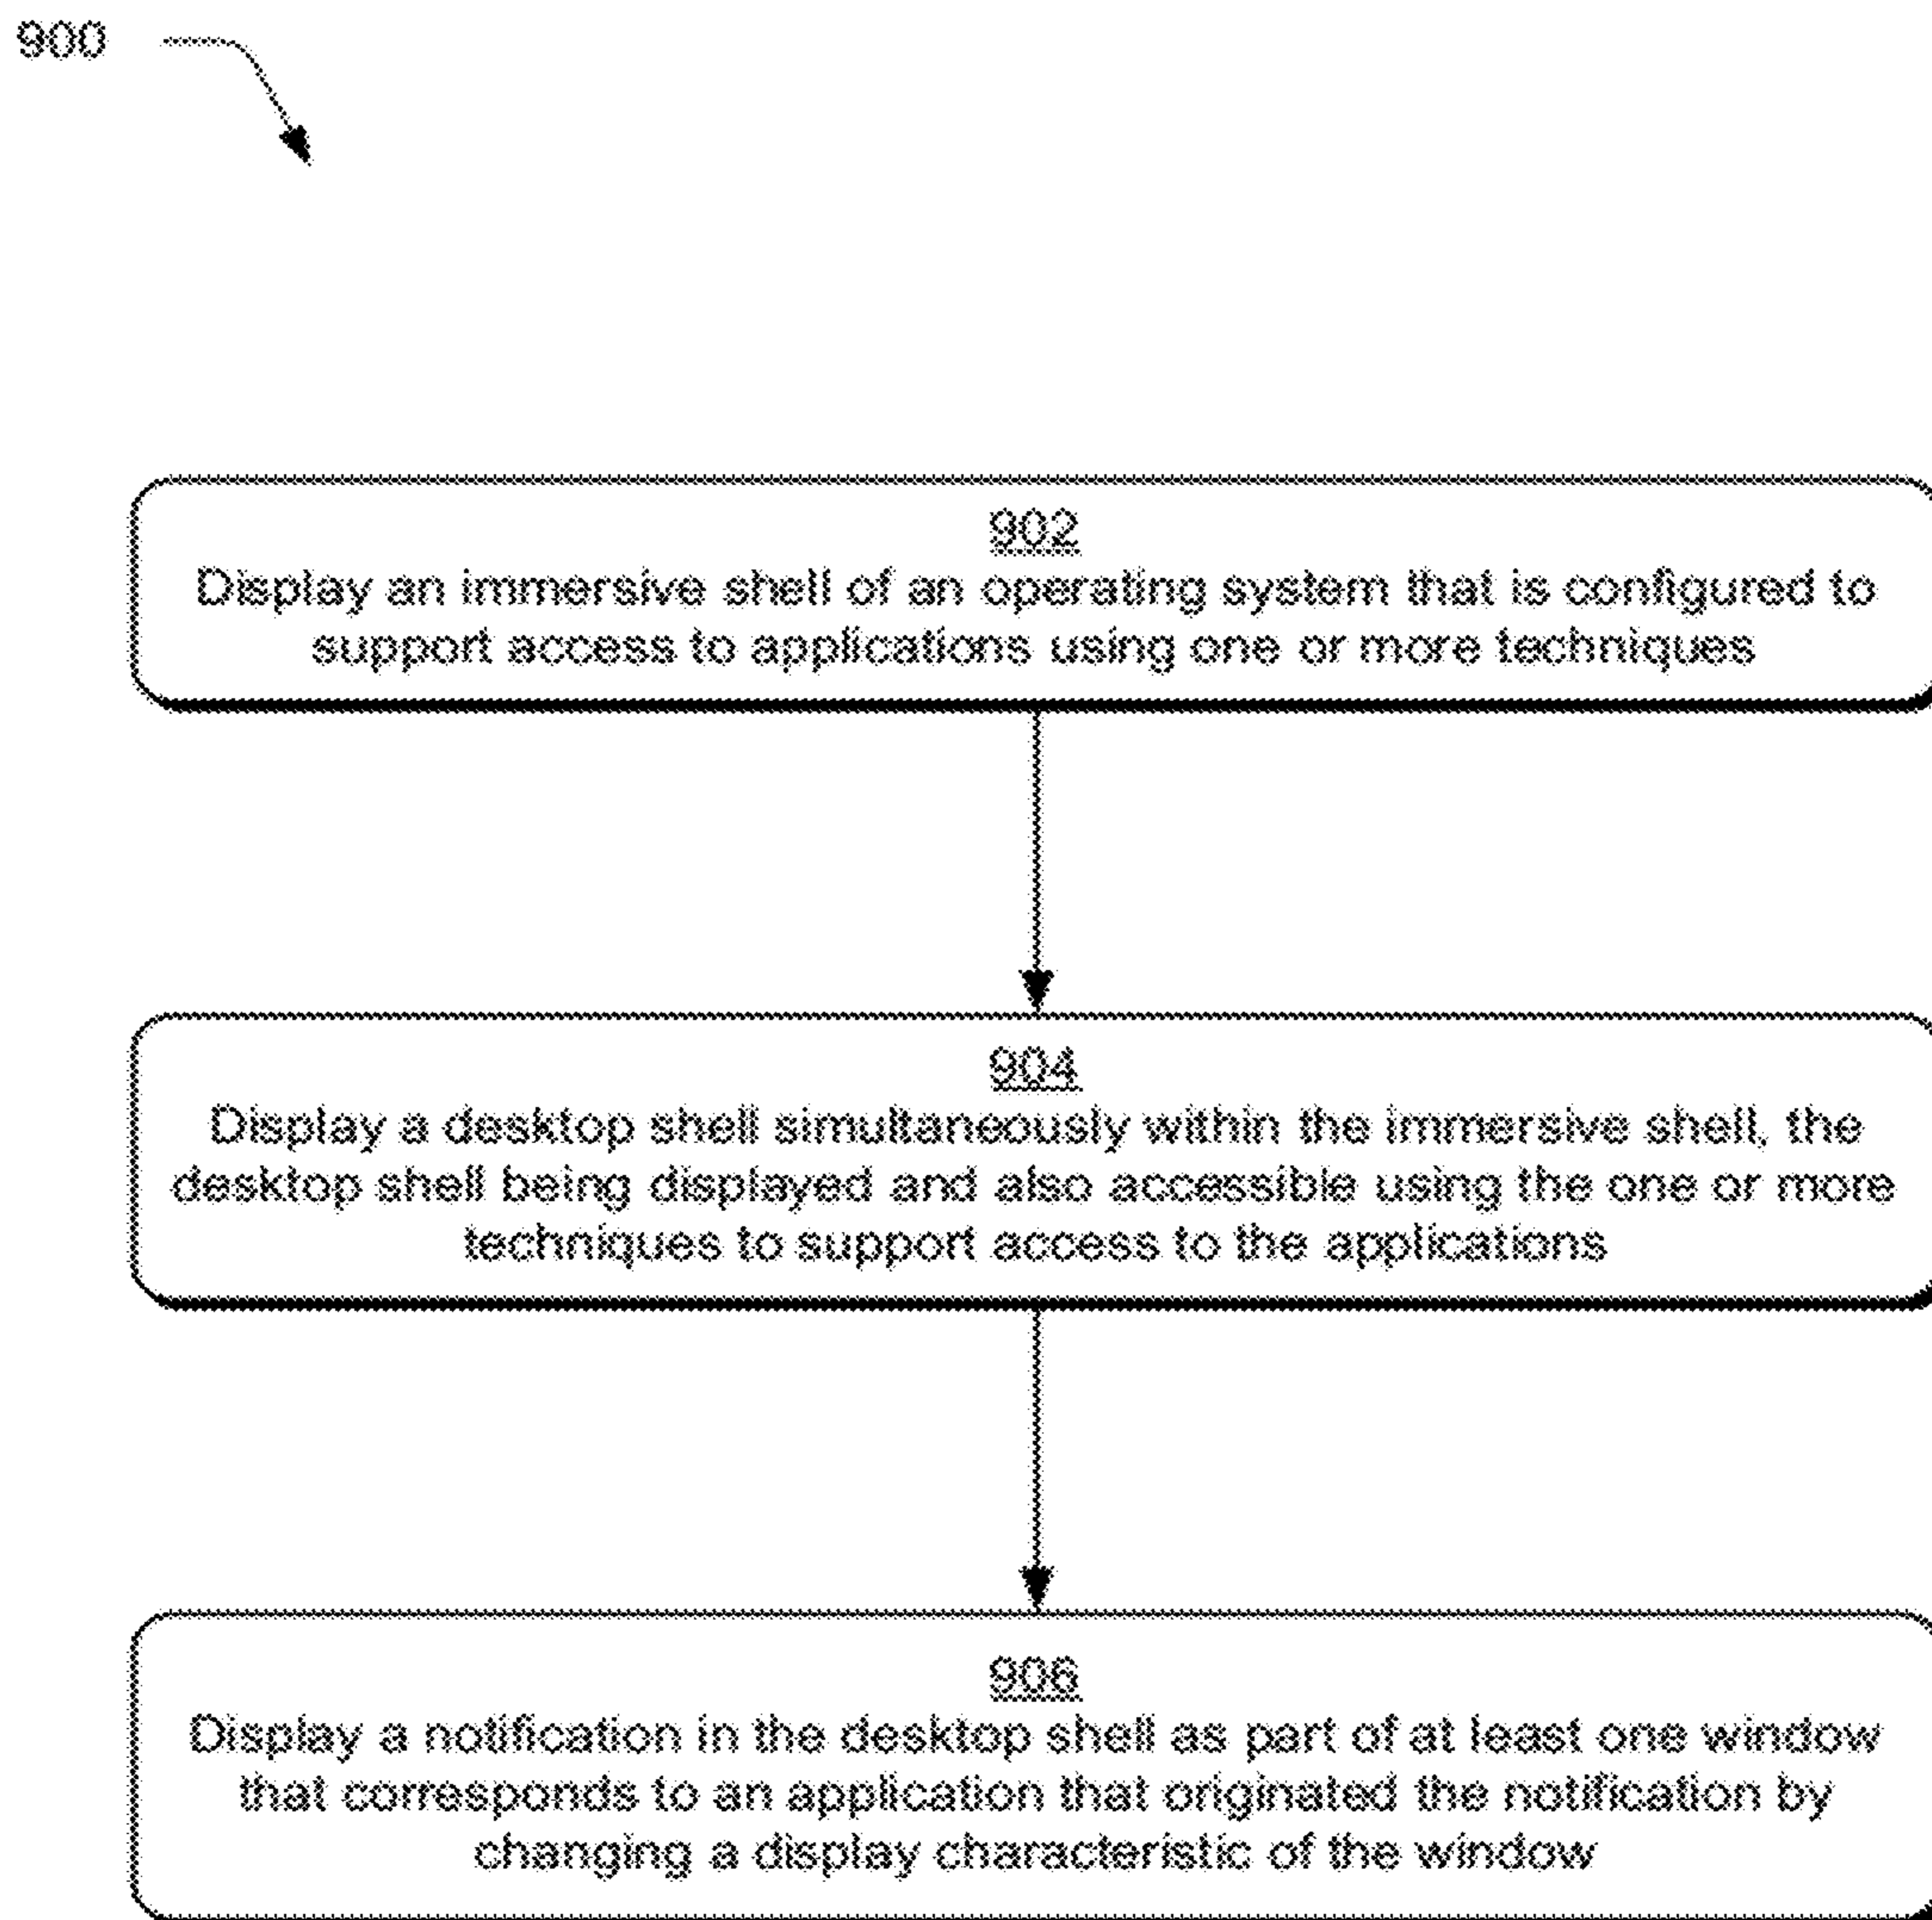 900
902
Display an immersive shell of an operating system that is configured to
support access to applications using one or more techniques
904
Display a desktop shell simultaneously within the immersive shell, the
desktop shell being displayed and also accessible using the one or more
techniques to support access to the applications
906
Display a notification in the desktop shell as part of at least one window
that corresponds to an application that originated the notification by
changing a display characteristic of the window